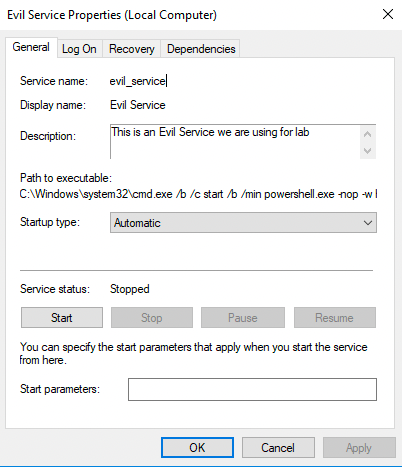 Evil Service Properties (Local Computer)
General Log On Recovery Dependencies
Service name: evil_service
Display name: Evil Service
Description: This is an Evil Service we are using for lab
Path to executable:
C:\Windows\system32\cmd.exe /b /c start /b /min powershell.exe -nop -w
Startup type: Automatic
Service status: Stopped
Start Stop Pause Resume
You can specify the start parameters that apply when you start the service
from here.
Start parameters:
OK Cancel Apply